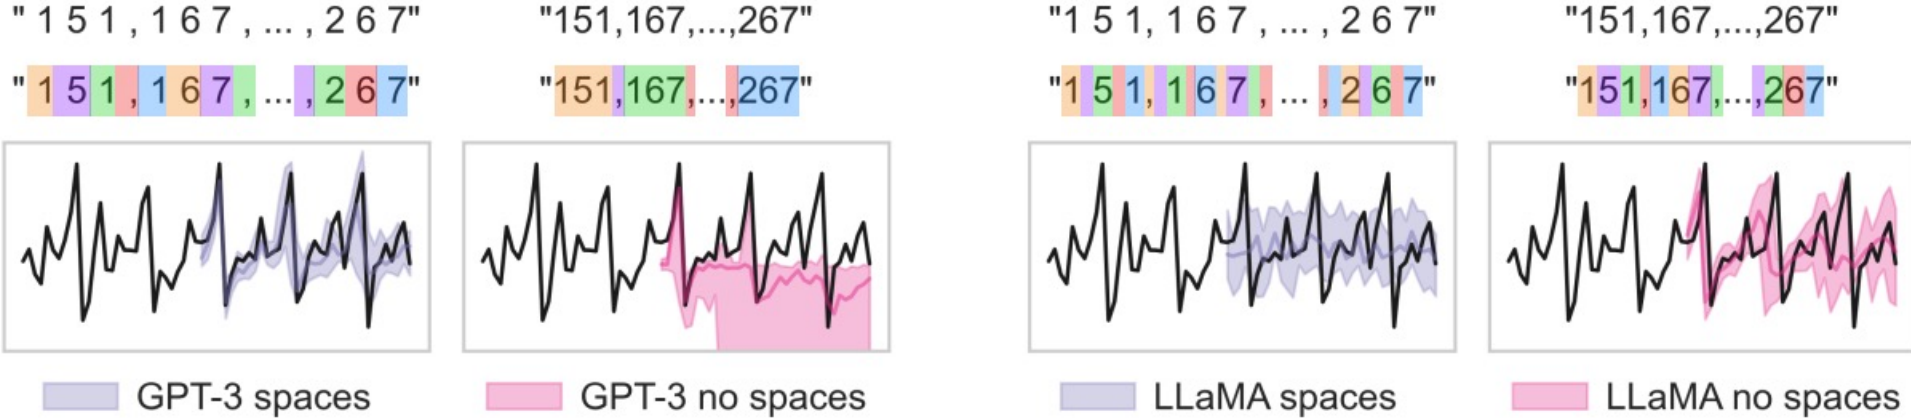 " 1 5 1 , 1 6 7 , ... , 2 6 7"
"151,167,...,267"
"1 5 1, 1 6 7 , ... , 2 6 7"
"151,167,...,267"
" 1 5 1 , 1 6 7 , ... , 2 6 7"
"151,167,...,267"
"1 5 1, 1 6 7 , ... , 2 6 7"
"151,167,...,267"
GPT-3 spaces
GPT-3 no spaces
LLaMA spaces
LLaMA no spaces